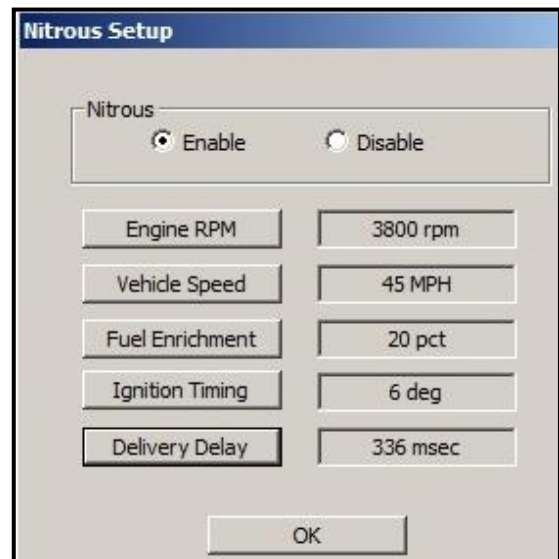 Nitrous Setup
Nitrous
Enable Disable
Engine RPM 3800 rpm
Vehicle Speed 45 MPH
Fuel Enrichment 20 pct
Ignition Timing 6 deg
Delivery Delay 336 msec
OK